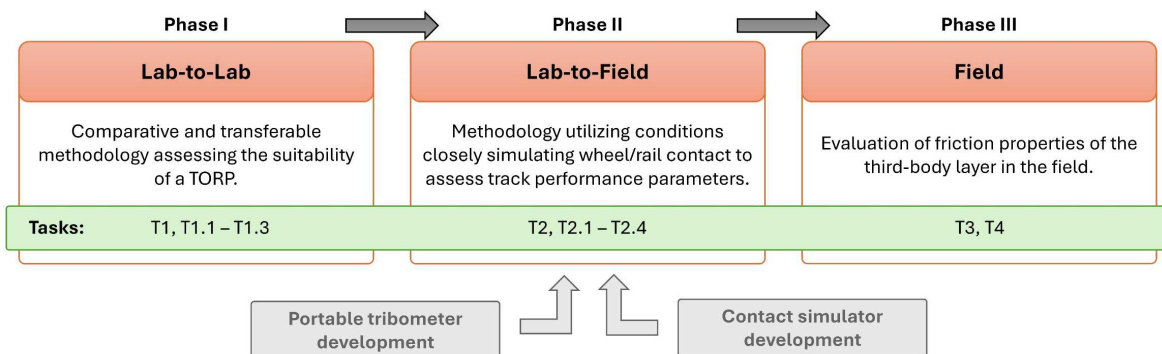 Phase I
Phase II
Phase III
Lab-to-Lab
Lab-to-Field
Field
Comparative and transferable
methodology assessing the suitability
of a TORP.
Methodology utilizing conditions
closely simulating wheel/rail contact to
assess track performance parameters.
Evaluation of friction properties of the
third-body layer in the field.
Tasks:
T1, T1.1 – T1.3
T2, T2.1 – T2.4
T3, T4
Portable tribometer
development
Contact simulator
development